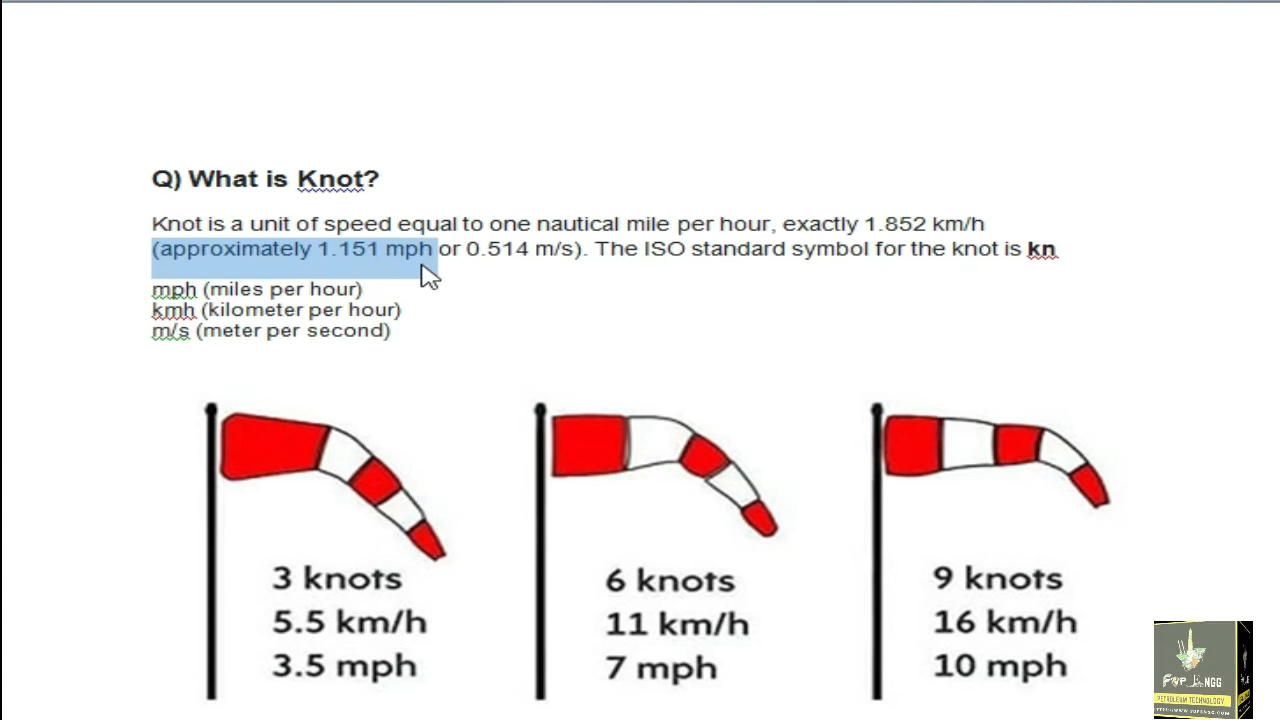 Q) What is Knot?
Knot is a unit of speed equal to one nautical mile per hour, exactly 1.852 km/h
(approximately 1.151 mph or 0.514 m/s). The ISO standard symbol for the knot is kn
mph (miles per hour)
kmh (kilometer per hour)
m/s (meter per second)
3 knots
5.5 km/h
3.5 mph
6 knots
11 km/h
7 mph
9 knots
16 km/h
10 mph
PETROLEUM TECHNOLOGY